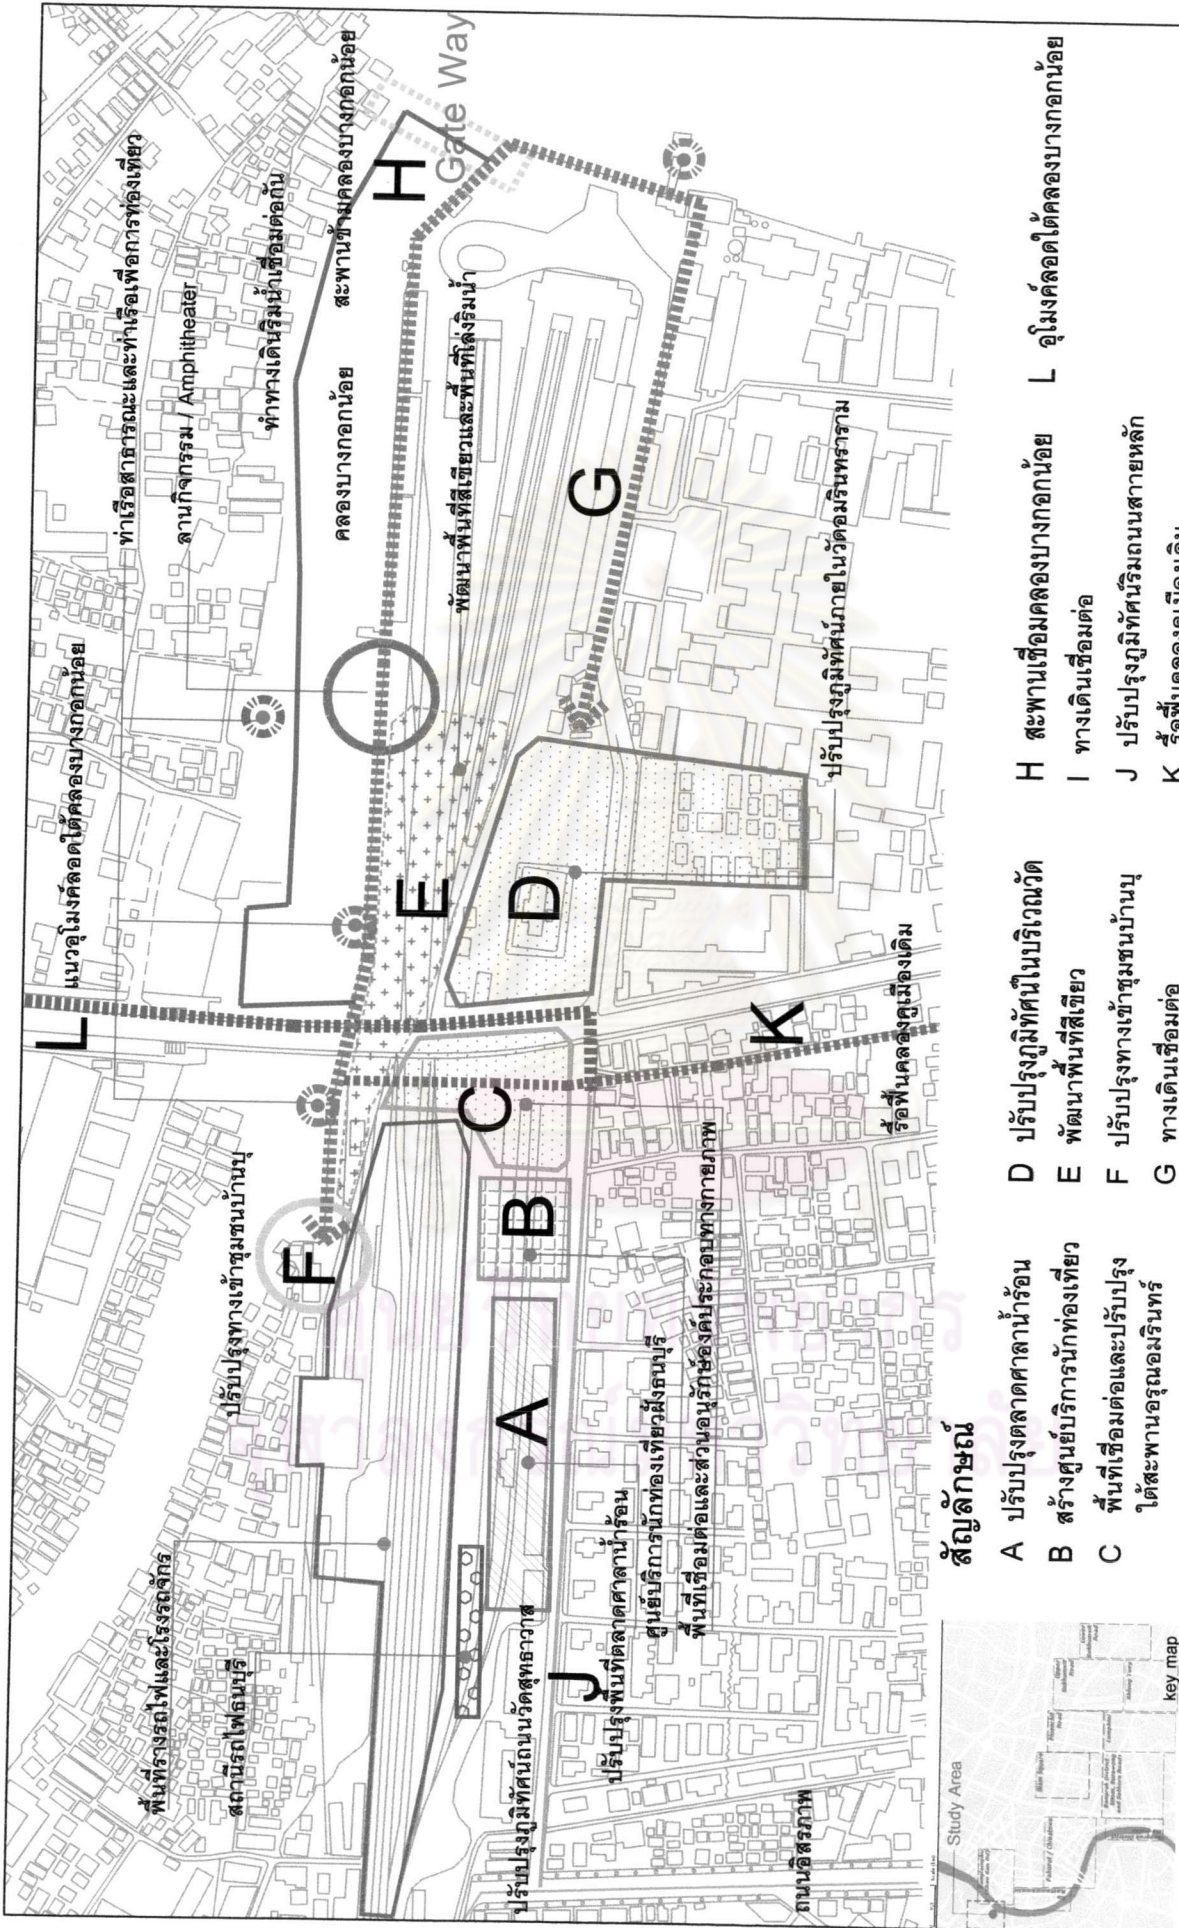 พื้นที่รางรถไฟและโรงรถจักร
สถานีรถไฟธนบุรี
ปรับปรุงทางเข้าชุมชนบ้านบุ
แนวอุโมงค์ลอดใต้คลองบางกอกน้อย
ท่าเรือสาธารณะและท่าเรือเพื่อการท่องเที่ยว
ลานกิจกรรม / Amphitheater
ทำทางเดินริมน้ำเชื่อมต่อกัน
คลองบางกอกน้อย
สะพานข้ามคลองบางกอกน้อย
Gate Way
L
H
F
E
พัฒนาพื้นที่สีเขียวและพื้นที่โล่งริมน้ำ
C
D
G
B
A
J
K
ปรับปรุงภูมิทัศน์ถนนวัดสุทธาวาส
ปรับปรุงพื้นที่ตลาดศาลาน้ำร้อน
ศูนย์บริการนักท่องเที่ยวฝั่งธนบุรี
พื้นที่เชื่อมต่อและส่วนอนุรักษ์องค์ประกอบทางกายภาพ
รื้อฟื้นคลองคูเมืองเดิม
ปรับปรุงภูมิทัศน์ภายในวัดอมรินทราราม
ถนนอิสรภาพ
Study Area
key map
สัญลักษณ์
A ปรับปรุงตลาดศาลาน้ำร้อน
B สร้างศูนย์บริการนักท่องเที่ยว
C พื้นที่เชื่อมต่อและปรับปรุง
ใต้สะพานอรุณอมรินทร์
D ปรับปรุงภูมิทัศน์ในบริเวณวัด
E พัฒนาพื้นที่สีเขียว
F ปรับปรุงทางเข้าชุมชนบ้านบุ
G ทางเดินเชื่อมต่อ
H สะพานเชื่อมคลองบางกอกน้อย
I ทางเดินเชื่อมต่อ
J ปรับปรุงภูมิทัศน์ริมถนนสายหลัก
K รื้อฟื้นคลองคูเมืองเดิม
L อุโมงค์ลอดใต้คลองบางกอกน้อย